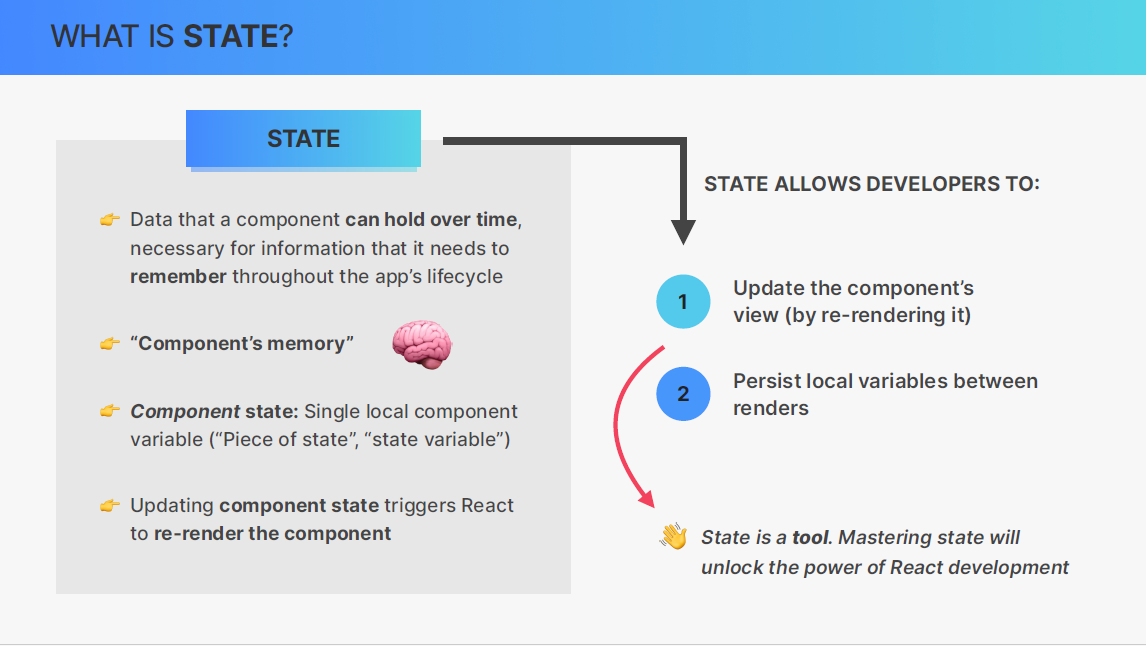 WHAT IS STATE?
STATE
👉 Data that a component can hold over time,
necessary for information that it needs to
remember throughout the app’s lifecycle
👉 “Component’s memory”
👉 Component state: Single local component
variable (“Piece of state”, “state variable”)
👉 Updating component state triggers React
to re-render the component
STATE ALLOWS DEVELOPERS TO:
1 Update the component’s
view (by re-rendering it)
2 Persist local variables between
renders
👋 State is a tool. Mastering state will
unlock the power of React development